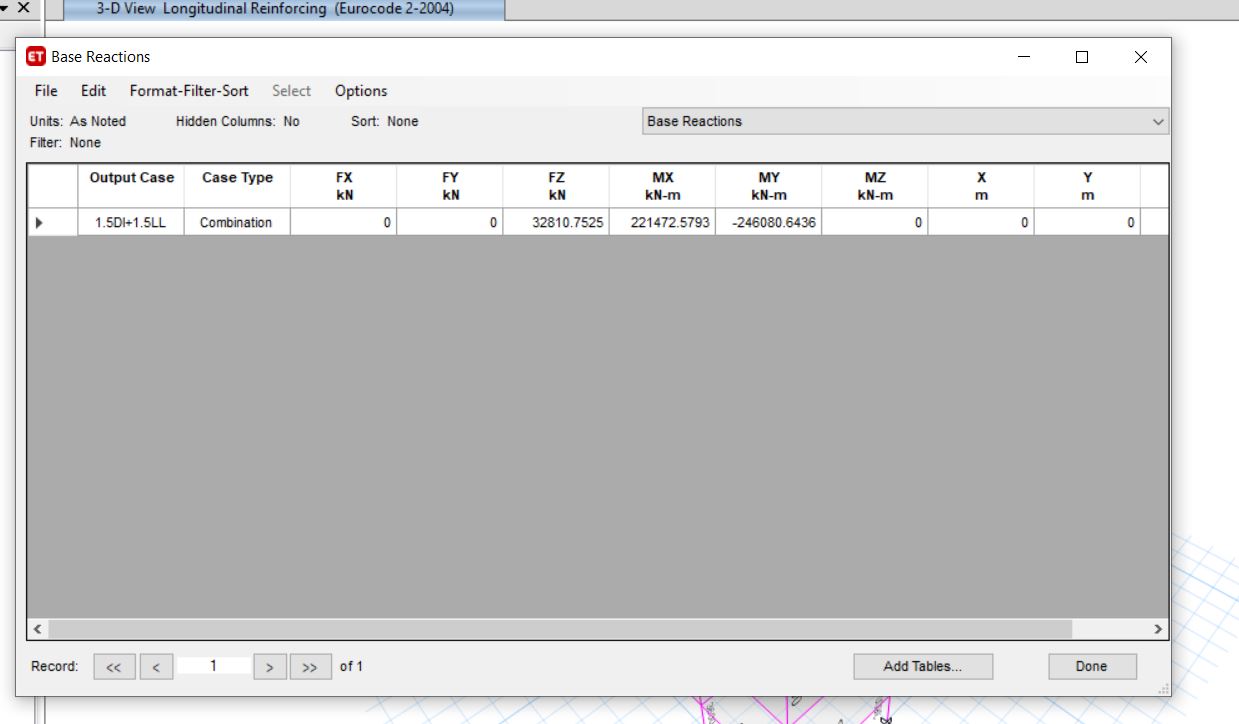 3-D View Longitudinal Reinforcing (Eurocode 2-2004)
ET Base Reactions
File Edit Format-Filter-Sort Select Options
Units: As Noted Hidden Columns: No Sort: None Base Reactions
Filter: None
Output Case Case Type FX FY FZ MX MY MZ X Y
kN kN kN kN-m kN-m kN-m m m
1.5Dl+1.5LL Combination 0 0 32810.7525 221472.5793 -246080.6436 0 0 0
Record: << < 1 > >> of 1 Add Tables... Done